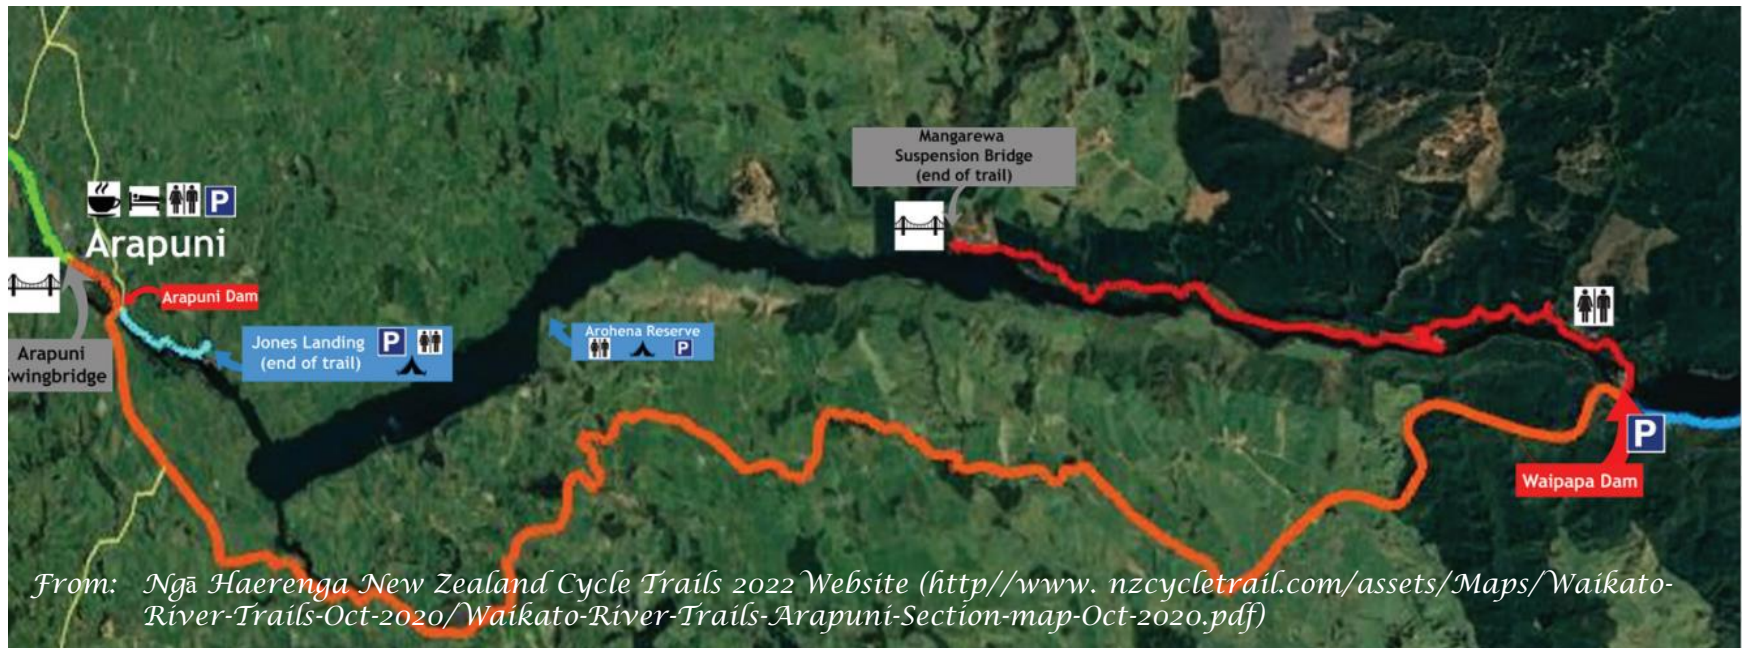 Mangarewa
Suspension Bridge
(end of trail)
P
Arapuni
Arapuni Dam
Jones Landing
(end of trail)
P
Arohena Reserve
P
Arapuni
Swingbridge
P
Waipapa Dam
From: Ngā Haerenga New Zealand Cycle Trails 2022 Website (http//www. nzcycletrail.com/assets/Maps/Waikato-
River-Trails-Oct-2020/Waikato-River-Trails-Arapuni-Section-map-Oct-2020.pdf)